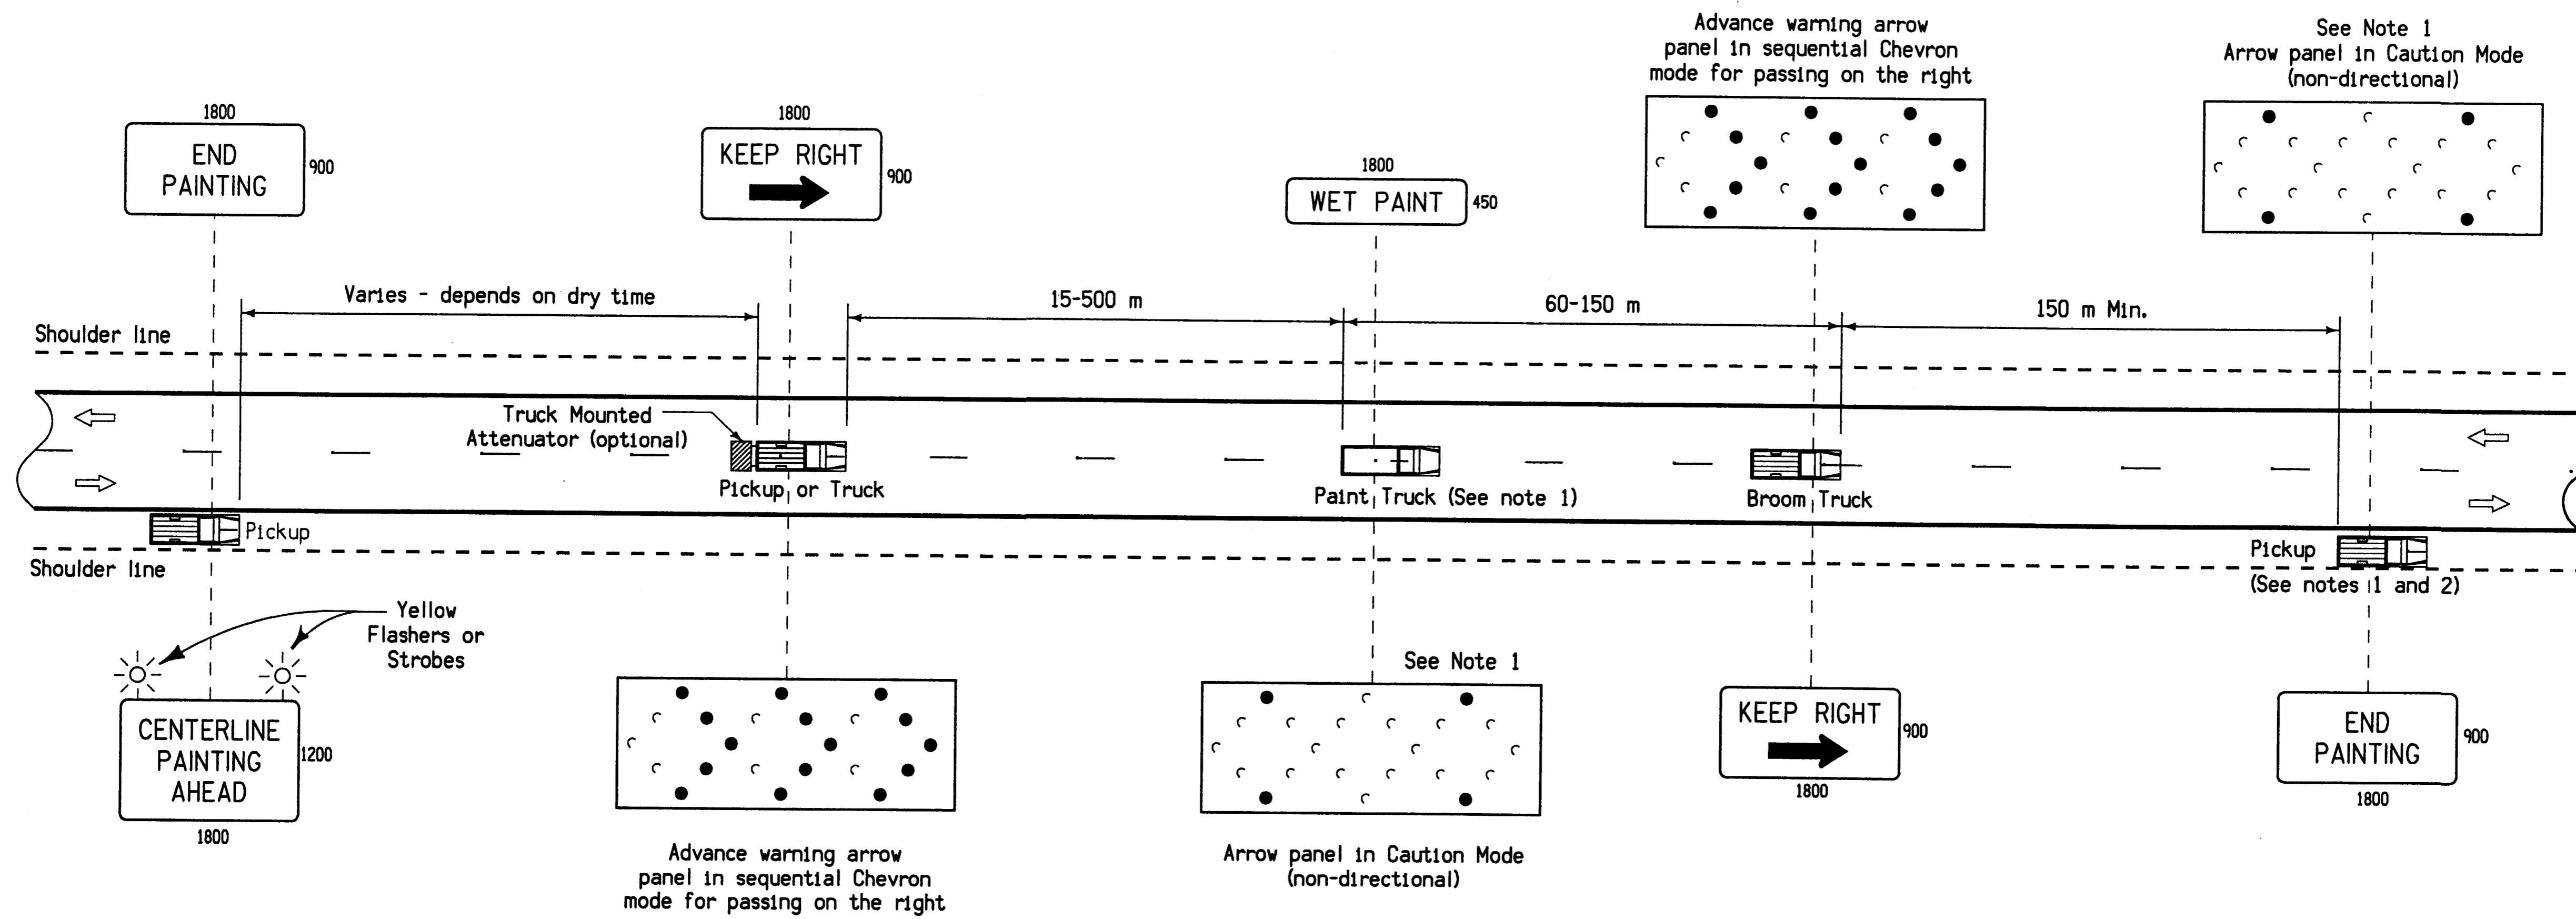 Advance warning arrow
panel in sequential Chevron
mode for passing on the right
See Note 1
Arrow panel in Caution Mode
(non-directional)
1800
END
PAINTING
900
1800
KEEP RIGHT
900
1800
WET PAINT
450
Varies - depends on dry time
15-500 m
60-150 m
150 m Min.
Shoulder line
Truck Mounted
Attenuator (optional)
Pickup or Truck
Paint Truck (See note 1)
Broom Truck
Pickup
Shoulder line
Pickup
(See notes 1 and 2)
Yellow
Flashers or
Strobes
CENTERLINE
PAINTING
AHEAD
1200
1800
Advance warning arrow
panel in sequential Chevron
mode for passing on the right
See Note 1
Arrow panel in Caution Mode
(non-directional)
KEEP RIGHT
900
1800
END
PAINTING
900
1800